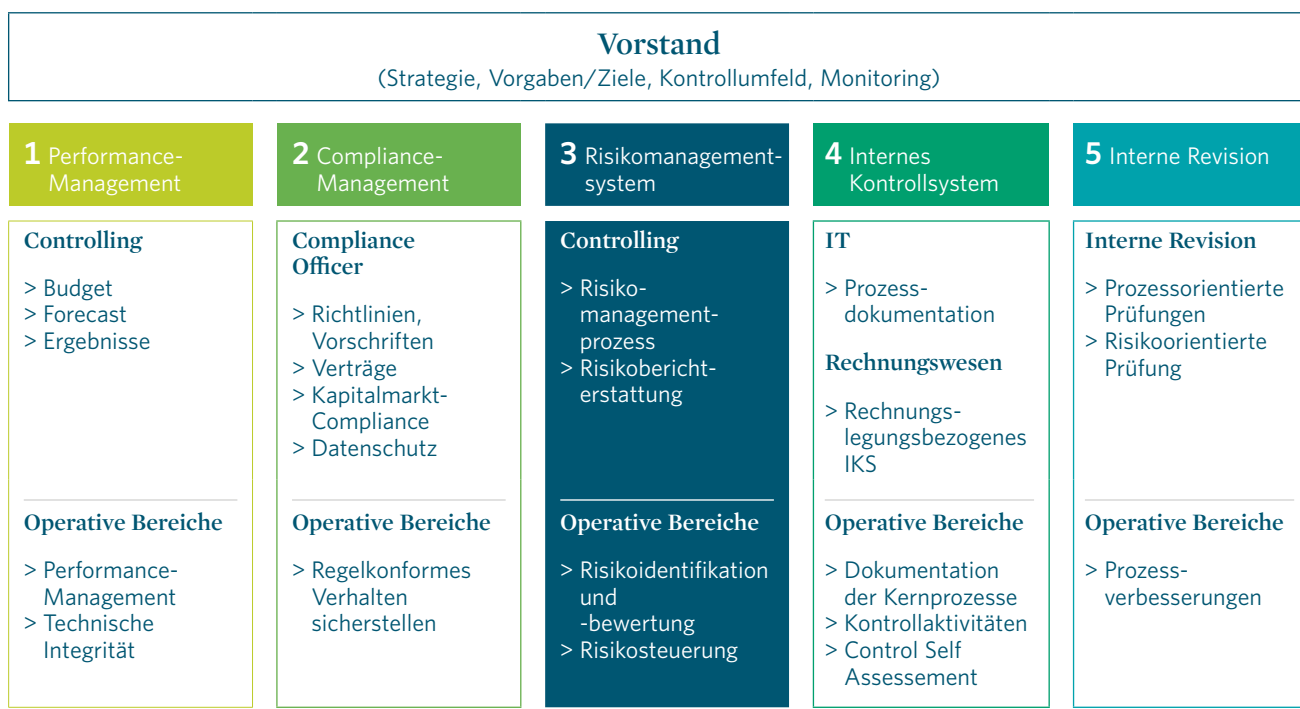 Vorstand
(Strategie, Vorgaben/Ziele, Kontrollumfeld, Monitoring)
1 Performance-
Management
2 Compliance-
Management
3 Risikomanagement-
system
4 Internes
Kontrollsystem
5 Interne Revision
Controlling
> Budget
> Forecast
> Ergebnisse
Operative Bereiche
> Performance-
Management
> Technische
Integrität
Compliance
Officer
> Richtlinien,
Vorschriften
> Verträge
> Kapitalmarkt-
Compliance
> Datenschutz
Operative Bereiche
> Regelkonformes
Verhalten
sicherstellen
Controlling
> Risiko-
management-
prozess
> Risikobericht-
erstattung
Operative Bereiche
> Risikoidentifikation
und
-bewertung
> Risikosteuerung
IT
> Prozess-
dokumentation
Rechnungswesen
> Rechnungs-
legungsbezogenes
IKS
Operative Bereiche
> Dokumentation
der Kernprozesse
> Kontrollaktivitäten
> Control Self
Assessment
Interne Revision
> Prozessorientierte
Prüfungen
> Risikoorientierte
Prüfung
Operative Bereiche
> Prozess-
verbesserungen